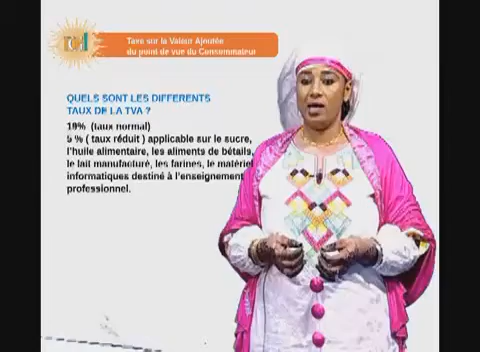 Taxe sur la Valeur Ajoutée
du point de vue du Consommateur
QUELS SONT LES DIFFERENTS
TAUX DE LA TVA ?
19% (taux normal)
5 % ( taux réduit ) applicable sur le sucre,
l'huile alimentaire, les aliments de bétails,
le lait manufacturé, les farines, le matériel
informatiques destiné à l'enseignement
professionnel.